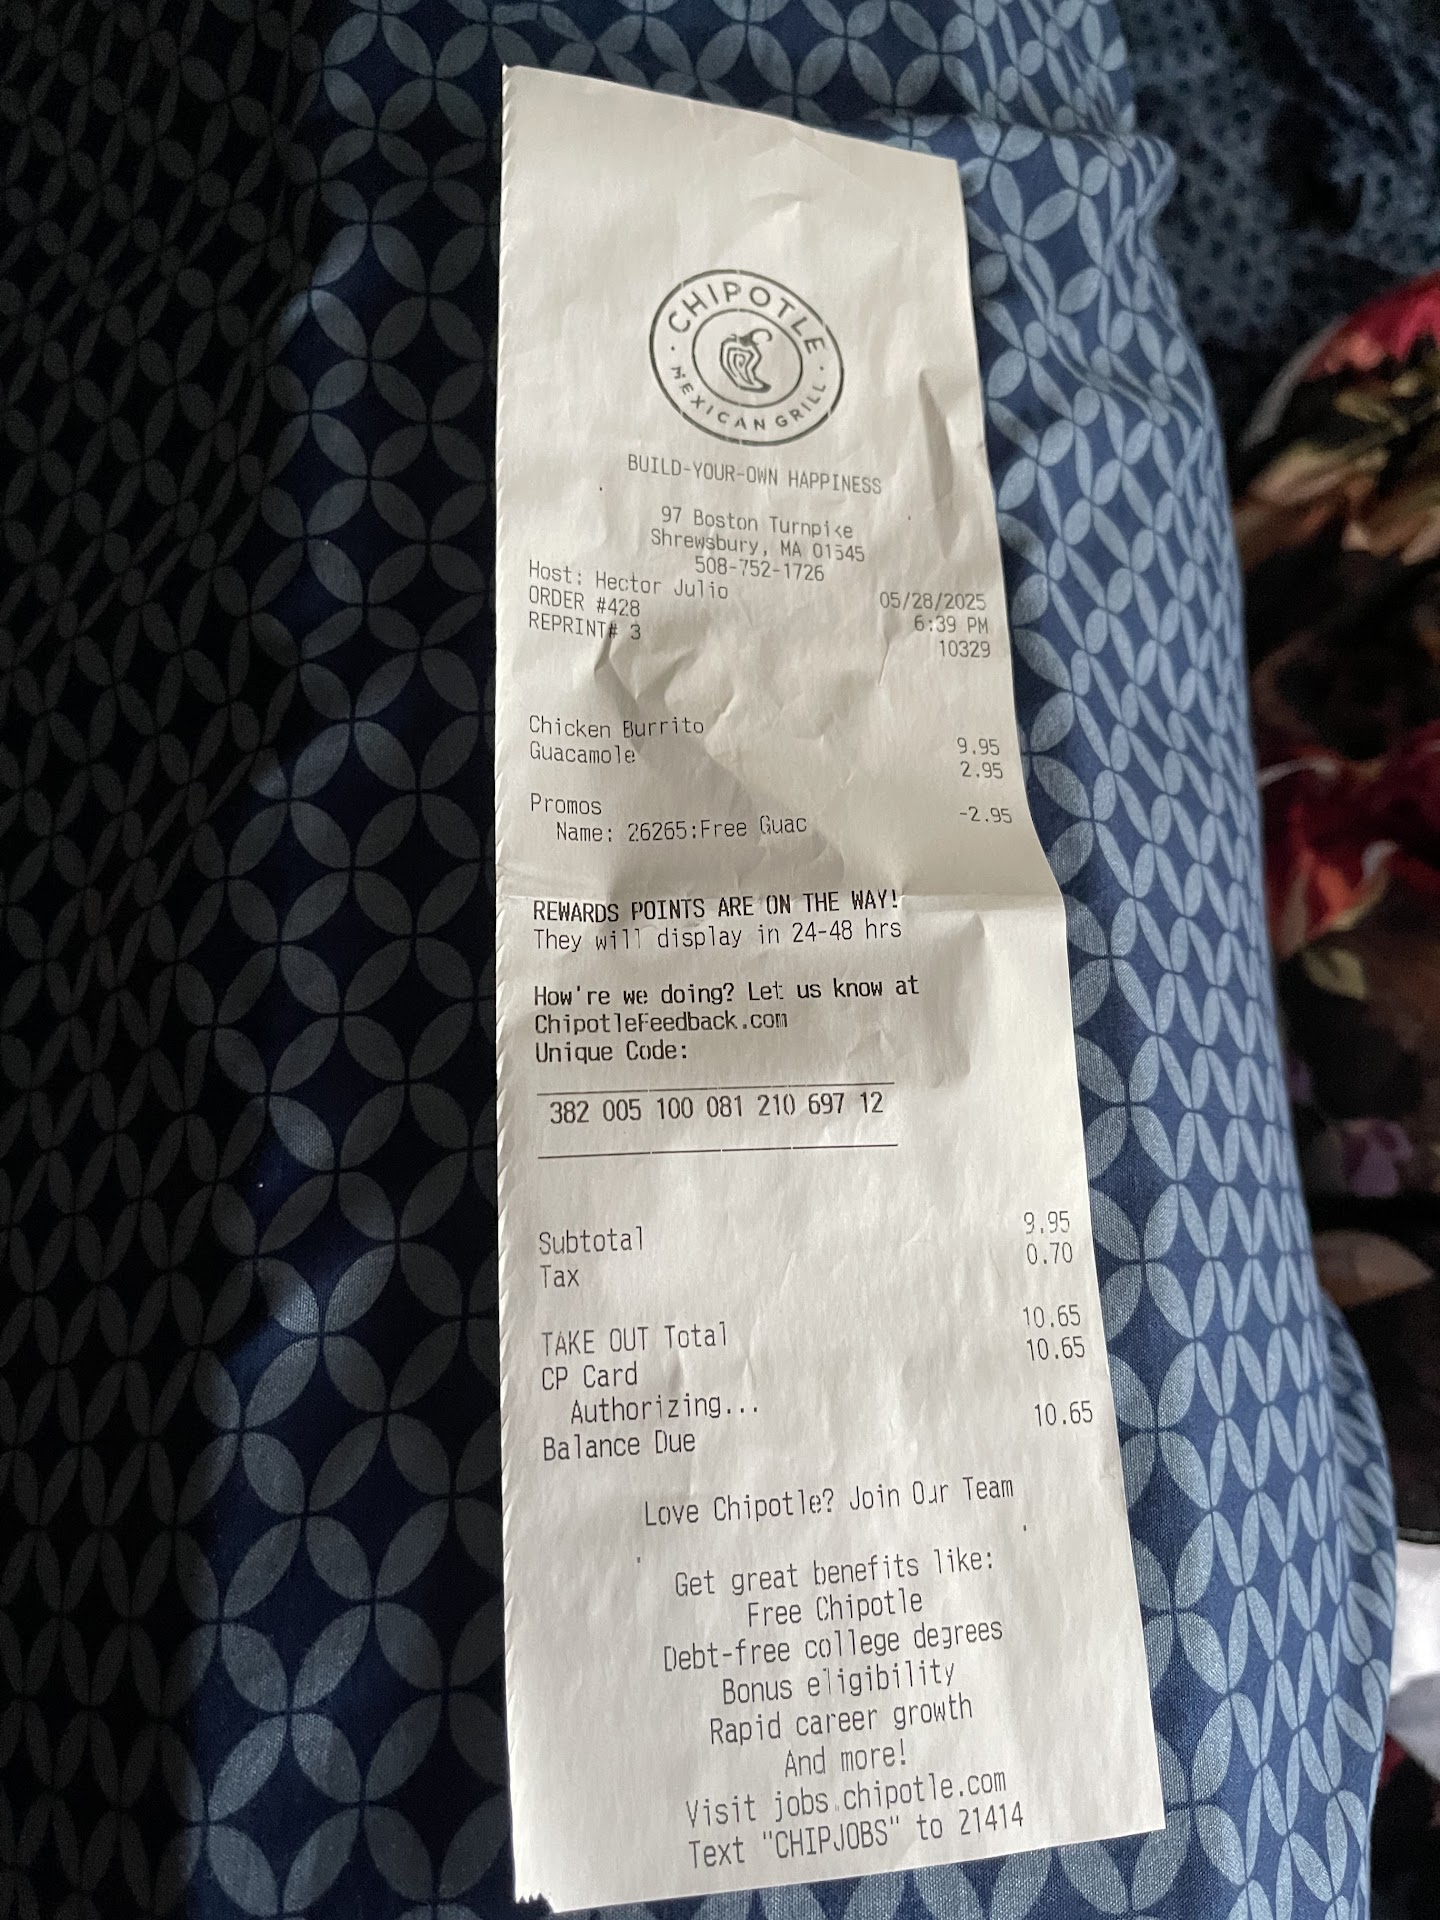 CHIPOTLE
MEXICAN GRILL
BUILD-YOUR-OWN HAPPINESS
97 Boston Turnpike
Shrewsbury, MA 01545
508-752-1726
Host: Hector Julio 05/28/2025
ORDER #428 6:39 PM
REPRINT# 3 10329
Chicken Burrito 9.95
Guacamole 2.95
Promos -2.95
Name: 26265:Free Guac
REWARDS POINTS ARE ON THE WAY!
They will display in 24-48 hrs
How're we doing? Let us know at
ChipotleFeedback.com
Unique Code:
382 005 100 081 210 697 12
Subtotal 9.95
Tax 0.70
TAKE OUT Total 10.65
CP Card 10.65
Authorizing...
Balance Due 10.65
Love Chipotle? Join Our Team
Get great benefits like:
Free Chipotle
Debt-free college degrees
Bonus eligibility
Rapid career growth
And more!
Visit jobs.chipotle.com
Text "CHIPJOBS" to 21414